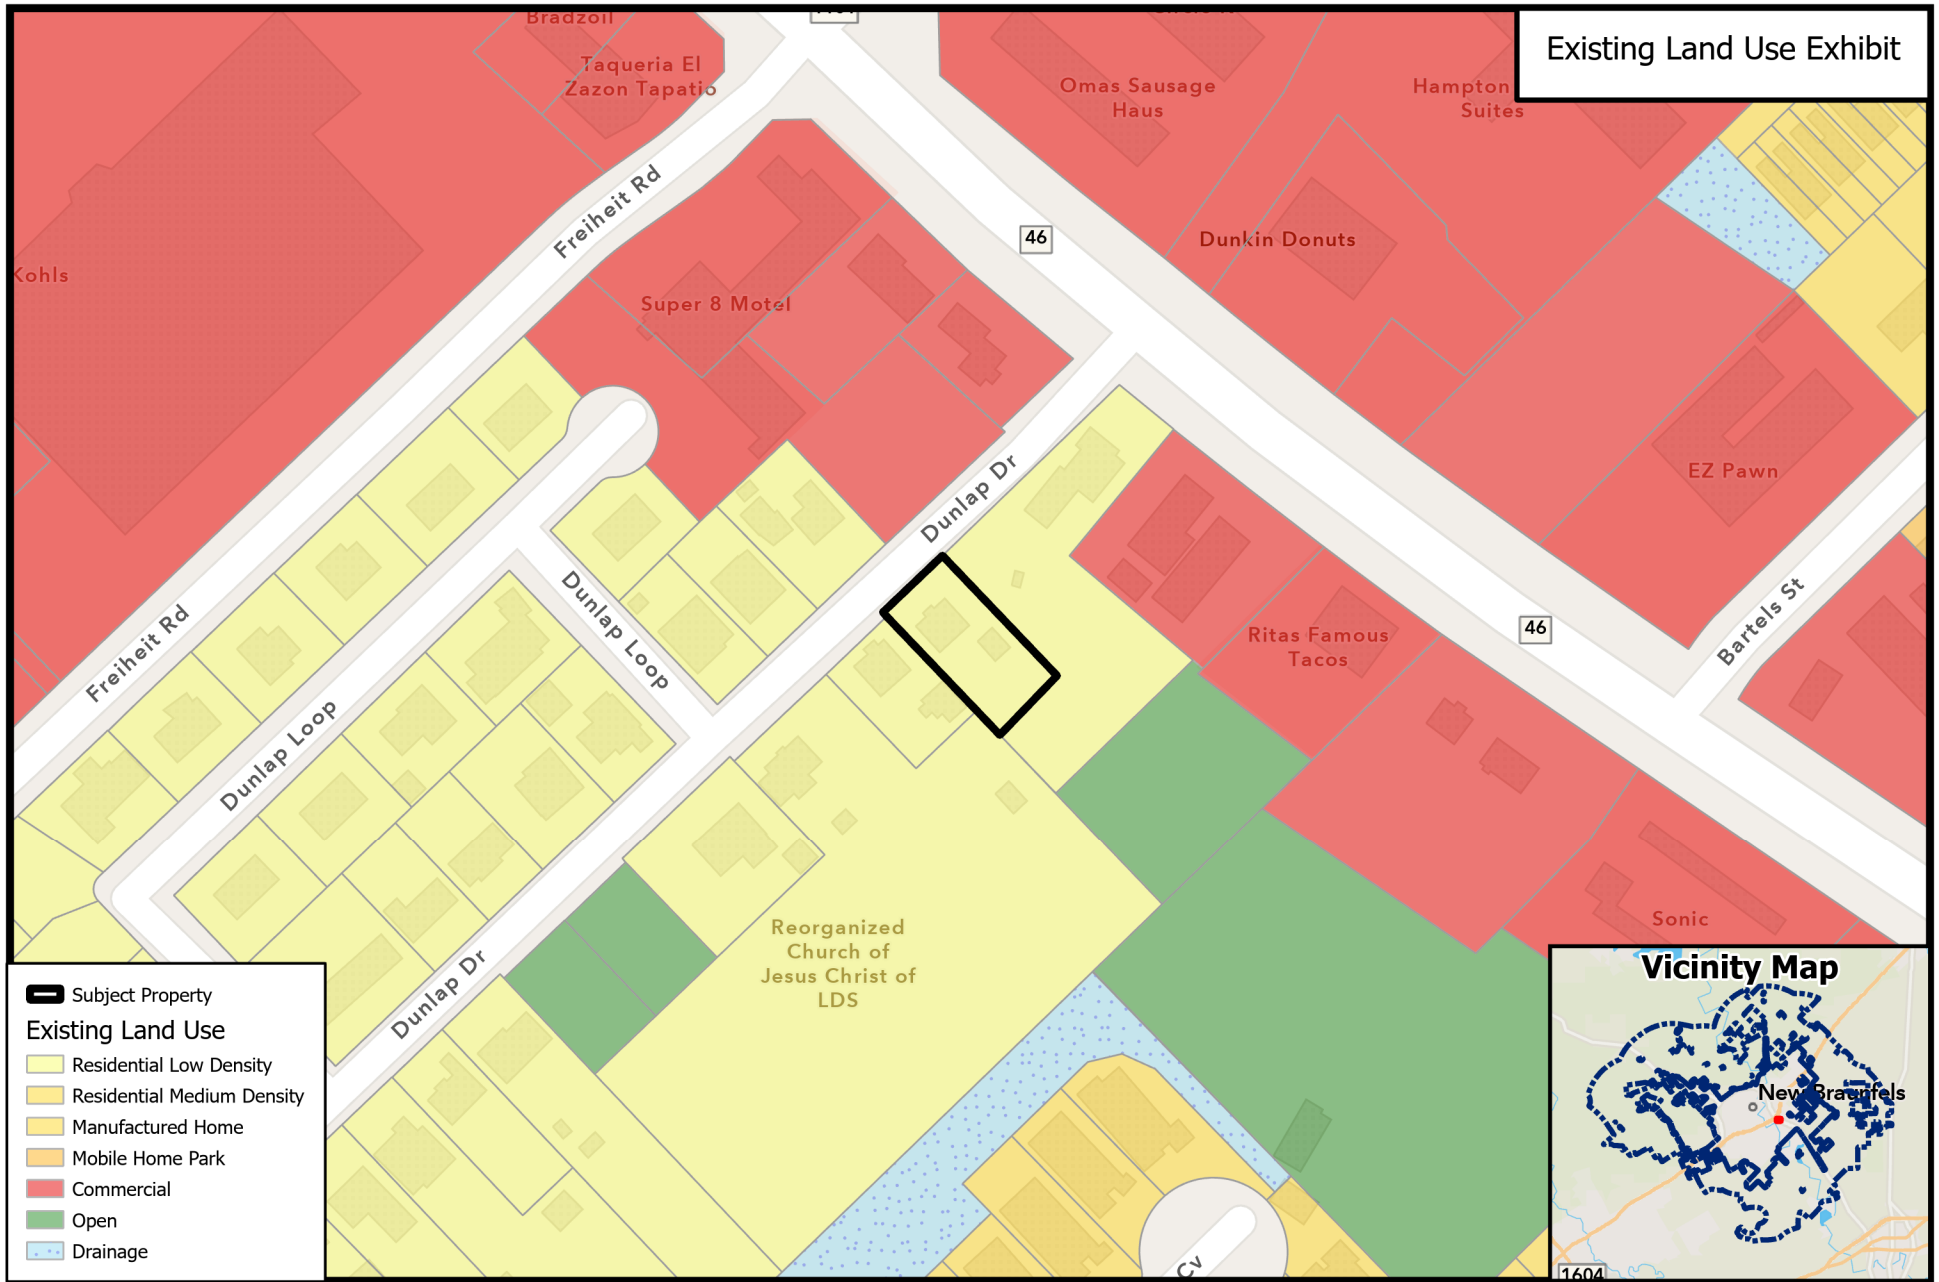 Existing Land Use Exhibit
Bradzoil
Taqueria El
Zazon Tapatio
Omas Sausage
Haus
Hampton
Suites
Freiheit Rd
46
Dunkin Donuts
Kohls
Super 8 Motel
Dunlap Dr
EZ Pawn
Freiheit Rd
Dunlap Loop
Ritas Famous
Tacos
46
Bartels St
Dunlap Loop
Reorganized
Church of
Jesus Christ of
LDS
Sonic
Dunlap Dr
Cv
Subject Property
Existing Land Use
Residential Low Density
Residential Medium Density
Manufactured Home
Mobile Home Park
Commercial
Open
Drainage
Vicinity Map
New Braunfels
1604